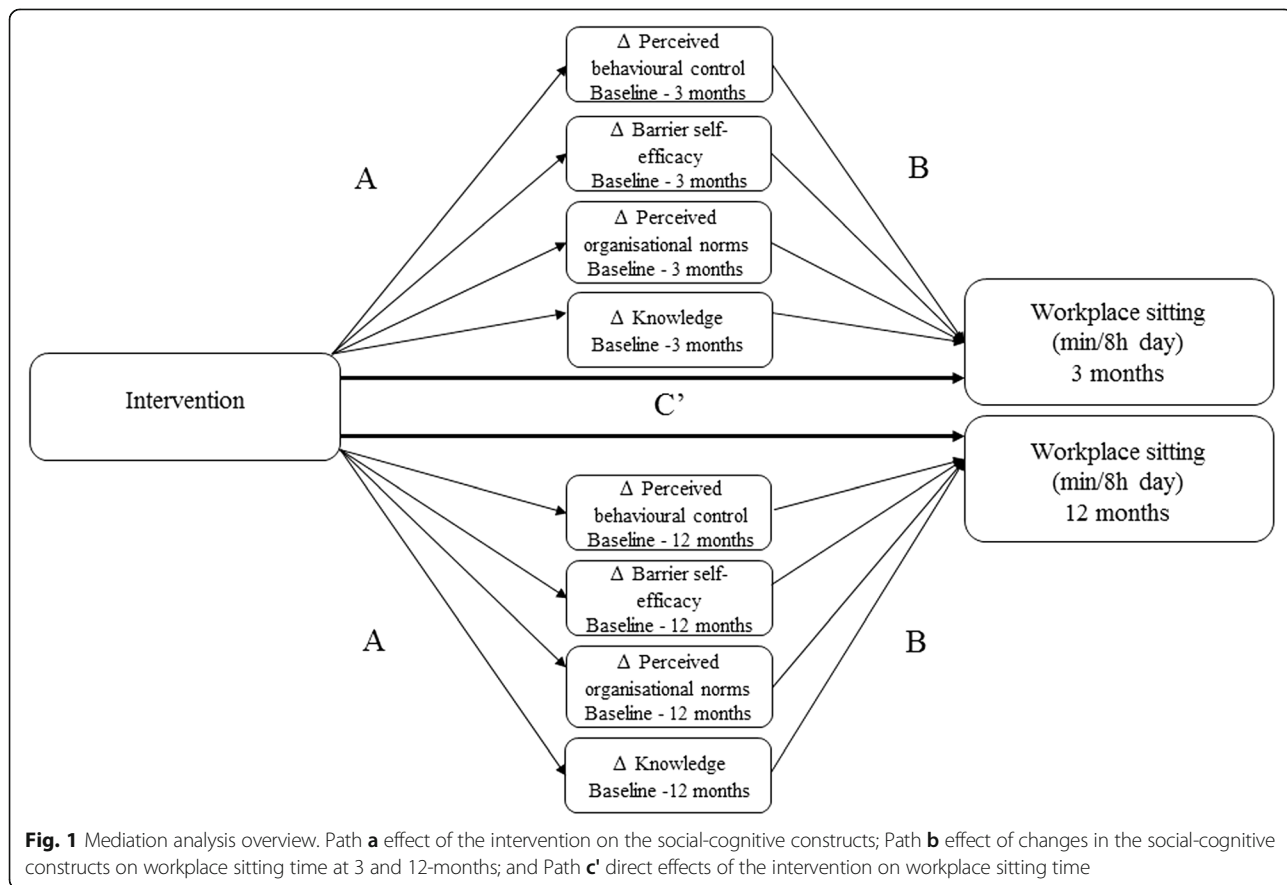 Δ Perceived
behavioural control
Baseline - 3 months
Δ Barrier self-
efficacy
Baseline - 3 months
A
B
Δ Perceived
organisational norms
Baseline - 3 months
Δ Knowledge
Baseline -3 months
Workplace sitting
(min/8h day)
3 months
Intervention
C’
Workplace sitting
(min/8h day)
12 months
Δ Perceived
behavioural control
Baseline - 12 months
Δ Barrier self-
efficacy
Baseline - 12 months
A
B
Δ Perceived
organisational norms
Baseline - 12 months
Δ Knowledge
Baseline -12 months
Fig. 1 Mediation analysis overview. Path a effect of the intervention on the social-cognitive constructs; Path b effect of changes in the social-cognitive
constructs on workplace sitting time at 3 and 12-months; and Path c' direct effects of the intervention on workplace sitting time